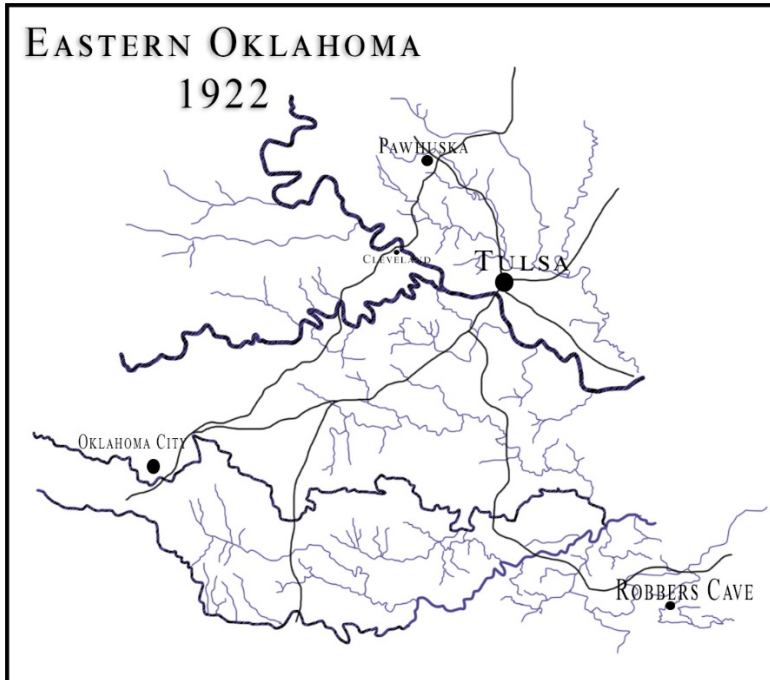 EASTERN OKLAHOMA
1922
PAWHUSKA
CLEVELAND
TULSA
OKLAHOMA CITY
ROBBERS CAVE